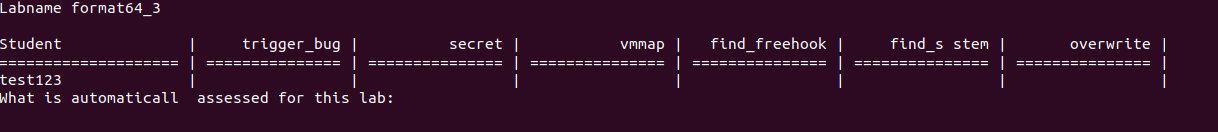 Labname format64_3
Student | trigger_bug | secret | vmmap | find_freehook | find_s stem | overwrite |
==================== | =============== | =============== | =============== | =============== | =============== | =============== |
test123 | | | | | | |
What is automaticall  assessed for this lab: